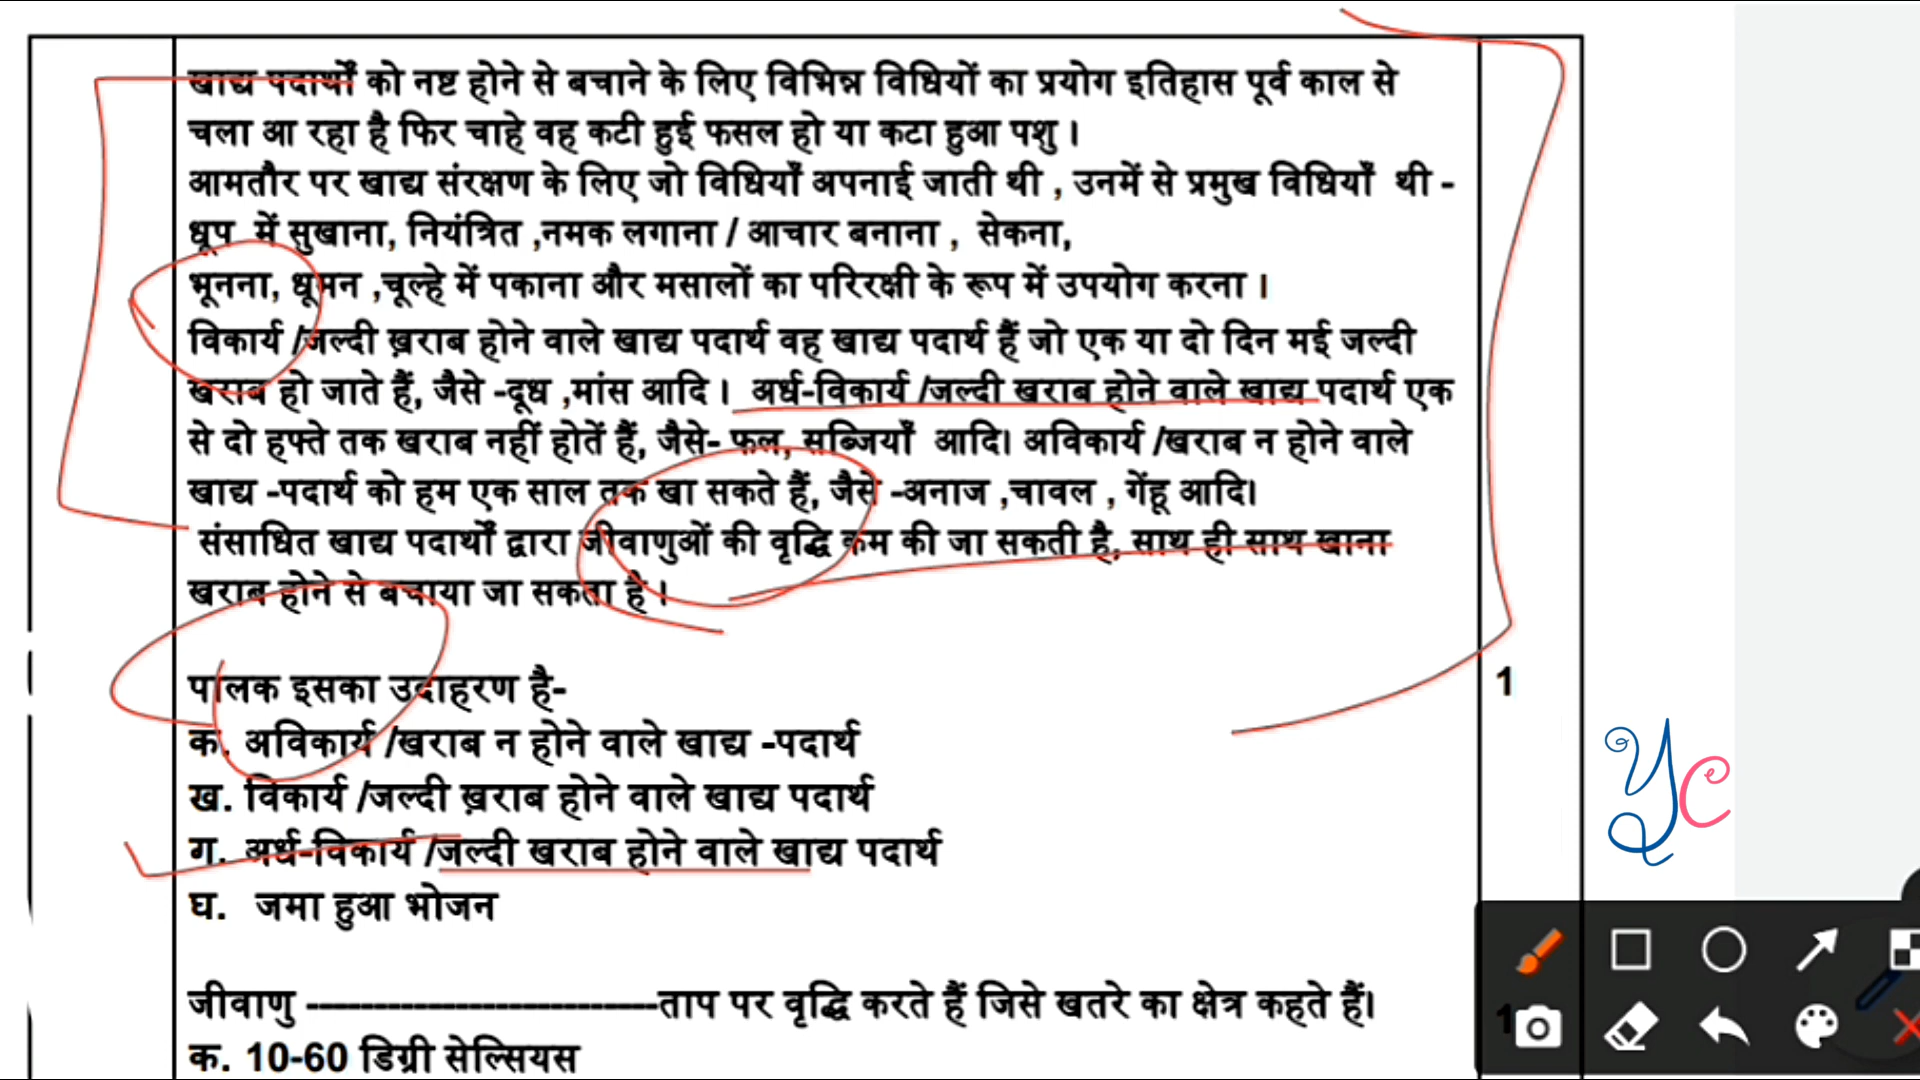 खाद्य पदार्थों को नष्ट होने से बचाने के लिए विभिन्न विधियों का प्रयोग इतिहास पूर्व काल से
चला आ रहा है फिर चाहे वह कटी हुई फसल हो या कटा हुआ पशु ।
आमतौर पर खाद्य संरक्षण के लिए जो विधियाँ अपनाई जाती थी , उनमें से प्रमुख विधियाँ थी -
धूप में सुखाना, नियंत्रित ,नमक लगाना / आचार बनाना , सेकना,
भूनना, धूमन ,चूल्हे में पकाना और मसालों का परिरक्षी के रूप में उपयोग करना ।
विकार्य /जल्दी ख़राब होने वाले खाद्य पदार्थ वह खाद्य पदार्थ हैं जो एक या दो दिन मई जल्दी
खराब हो जाते हैं, जैसे -दूध ,मांस आदि । अर्ध-विकार्य /जल्दी खराब होने वाले खाद्य पदार्थ एक
से दो हफ्ते तक खराब नहीं होतें हैं, जैसे- फल, सब्जियाँ आदि। अविकार्य /खराब न होने वाले
खाद्य -पदार्थ को हम एक साल तक खा सकते हैं, जैसे -अनाज ,चावल , गेंहू आदि।
संसाधित खाद्य पदार्थों द्वारा जीवाणुओं की वृद्धि कम की जा सकती है, साथ ही साथ खाना
खराब होने से बचाया जा सकता है ।
पालक इसका उदाहरण है- 1
क. अविकार्य /खराब न होने वाले खाद्य -पदार्थ
ख. विकार्य /जल्दी ख़राब होने वाले खाद्य पदार्थ
ग. अर्ध-विकार्य /जल्दी खराब होने वाले खाद्य पदार्थ
घ. जमा हुआ भोजन
YC
जीवाणु -------------------------ताप पर वृद्धि करते हैं जिसे खतरे का क्षेत्र कहते हैं। 1
क. 10-60 डिग्री सेल्सियस